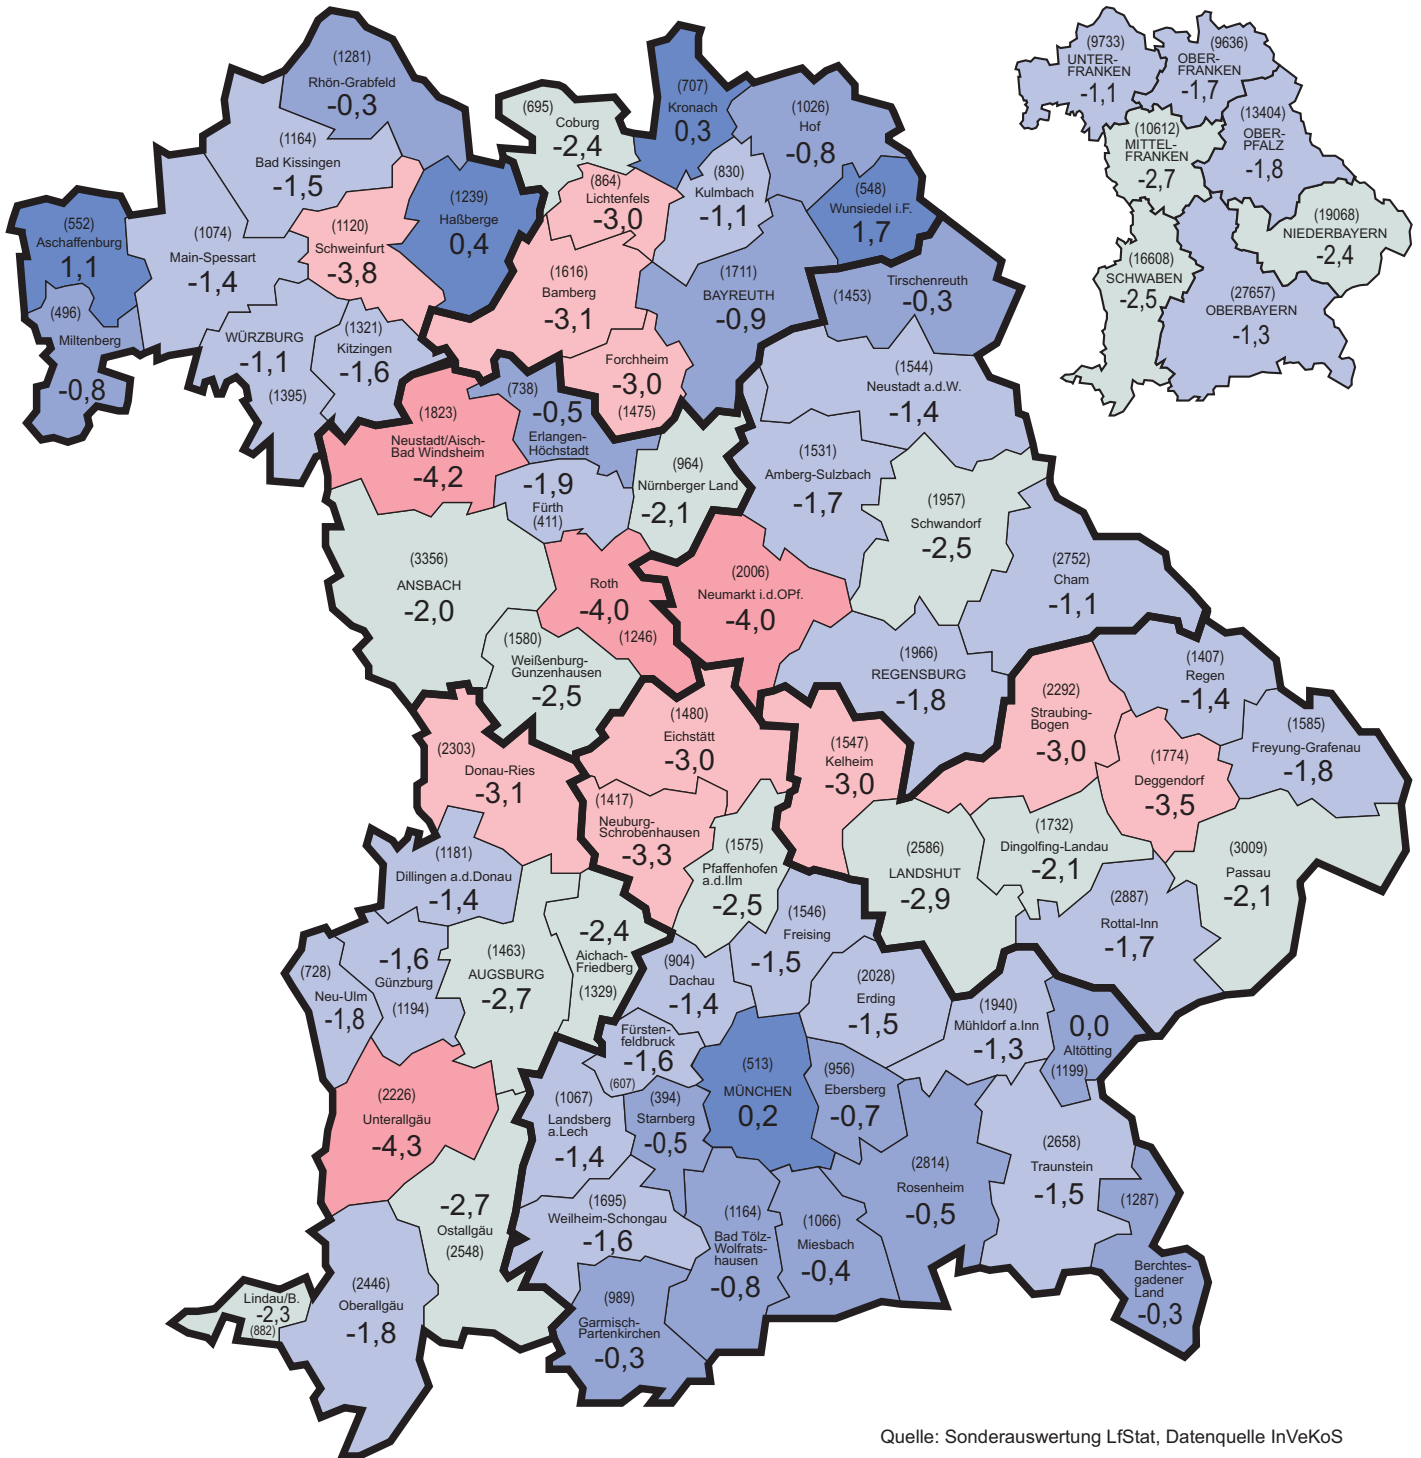 (1281)
Rhön-Grabfeld
-0,3
(1164)
Bad Kissingen
-1,5
(1239)
Haßberge
0,4
(1120)
Schweinfurt
-3,8
(552)
Aschaffenburg
1,1
(1074)
Main-Spessart
-1,4
(496)
Miltenberg
-0,8
WÜRZBURG
-1,1
(1395)
(1321)
Kitzingen
-1,6
(695)
Coburg
-2,4
(707)
Kronach
0,3
(1026)
Hof
-0,8
(864)
Lichtenfels
-3,0
(830)
Kulmbach
-1,1
(548)
Wunsiedel i.F.
1,7
(1616)
Bamberg
-3,1
(1711)
BAYREUTH
-0,9
Forchheim
-3,0
(1475)
Tirschenreuth
(1453)
-0,3
(1544)
Neustadt a.d.W.
-1,4
(1531)
Amberg-Sulzbach
-1,7
(1957)
Schwandorf
-2,5
(2752)
Cham
-1,1
(2006)
Neumarkt i.d.OPf.
-4,0
(1966)
REGENSBURG
-1,8
(1823)
Neustadt/Aisch-
Bad Windsheim
-4,2
(738)
-0,5
Erlangen-
Höchstadt
-1,9
Fürth
(411)
(964)
Nürnberger Land
-2,1
(3356)
ANSBACH
-2,0
Roth
-4,0
(1246)
(1580)
Weißenburg-
Gunzenhausen
-2,5
(2303)
Donau-Ries
-3,1
(1480)
Eichstätt
-3,0
(1417)
Neuburg-
Schrobenhausen
-3,3
(1575)
Pfaffenhofen
a.d.Ilm
-2,5
(1547)
Kelheim
-3,0
(2292)
Straubing-
Bogen
-3,0
(1407)
Regen
-1,4
(1585)
Freyung-Grafenau
-1,8
(1774)
Deggendorf
-3,5
(2586)
LANDSHUT
-2,9
(1732)
Dingolfing-Landau
-2,1
(3009)
Passau
-2,1
(2887)
Rottal-Inn
-1,7
(1181)
Dillingen a.d.Donau
-1,4
-1,6
Günzburg
(1194)
(728)
Neu-Ulm
-1,8
(1463)
AUGSBURG
-2,7
-2,4
Aichach-
Friedberg
(1329)
(904)
Dachau
-1,4
(1546)
Freising
-1,5
(2028)
Erding
-1,5
(1940)
Mühldorf a.Inn
-1,3
0,0
Altötting
(1199)
Fürsten-
feldbruck
-1,6
(607)
(513)
MÜNCHEN
0,2
(956)
Ebersberg
-0,7
(2226)
Unterallgäu
-4,3
(1067)
Landsberg
a.Lech
-1,4
(394)
Starnberg
-0,5
(2814)
Rosenheim
-0,5
(2658)
Traunstein
-1,5
(1287)
Berchtes-
gadener
Land
-0,3
-2,7
Ostallgäu
(2548)
(1695)
Weilheim-Schongau
-1,6
(1164)
Bad Tölz-
Wolfrats-
hausen
-0,8
(1066)
Miesbach
-0,4
(989)
Garmisch-
Partenkirchen
-0,3
Lindau/B.
-2,3
(882)
(2446)
Oberallgäu
-1,8
(9733)
UNTER-
FRANKEN
-1,1
(9636)
OBER-
FRANKEN
-1,7
(10612)
MITTEL-
FRANKEN
-2,7
(13404)
OBER-
PFALZ
-1,8
(19068)
NIEDERBAYERN
-2,4
(16608)
SCHWABEN
-2,5
(27657)
OBERBAYERN
-1,3
Quelle: Sonderauswertung LfStat, Datenquelle InVeKoS